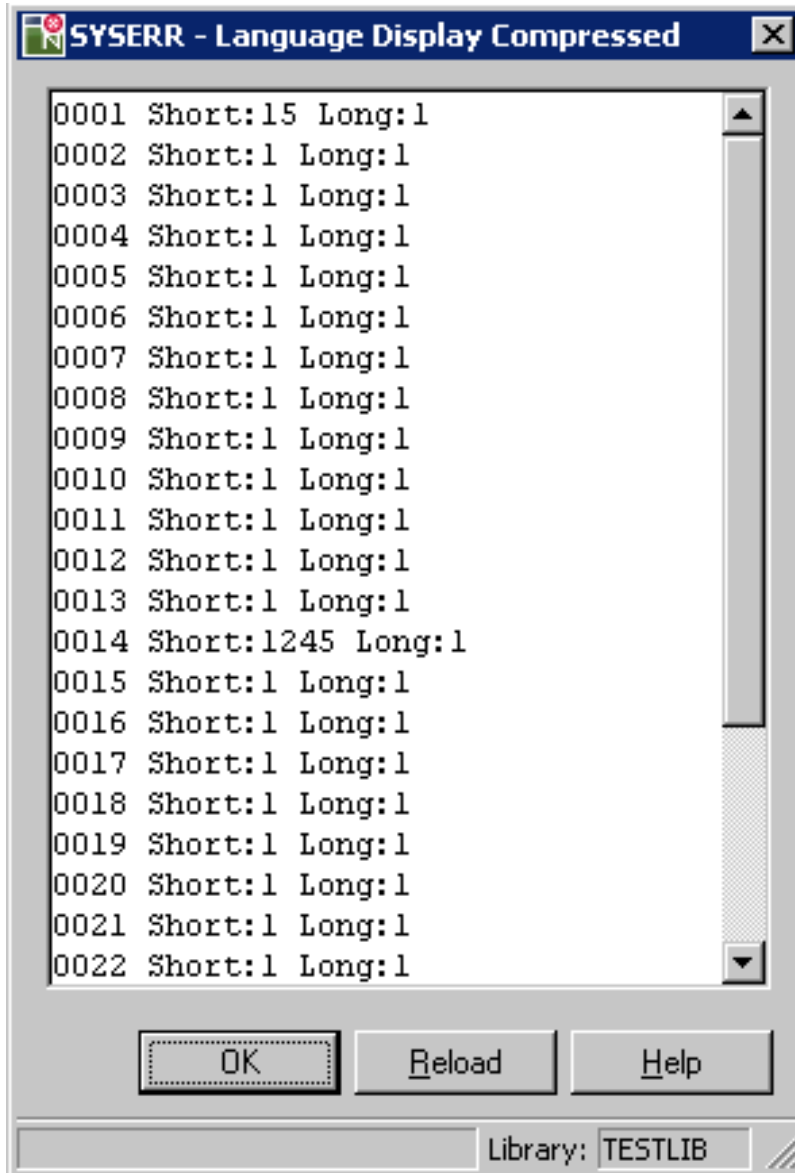 SYSERR - Language Display Compressed
0001 Short:15 Long:1
0002 Short:1 Long:1
0003 Short:1 Long:1
0004 Short:1 Long:1
0005 Short:1 Long:1
0006 Short:1 Long:1
0007 Short:1 Long:1
0008 Short:1 Long:1
0009 Short:1 Long:1
0010 Short:1 Long:1
0011 Short:1 Long:1
0012 Short:1 Long:1
0013 Short:1 Long:1
0014 Short:1245 Long:1
0015 Short:1 Long:1
0016 Short:1 Long:1
0017 Short:1 Long:1
0018 Short:1 Long:1
0019 Short:1 Long:1
0020 Short:1 Long:1
0021 Short:1 Long:1
0022 Short:1 Long:1
OK Reload Help
Library: TESTLIB